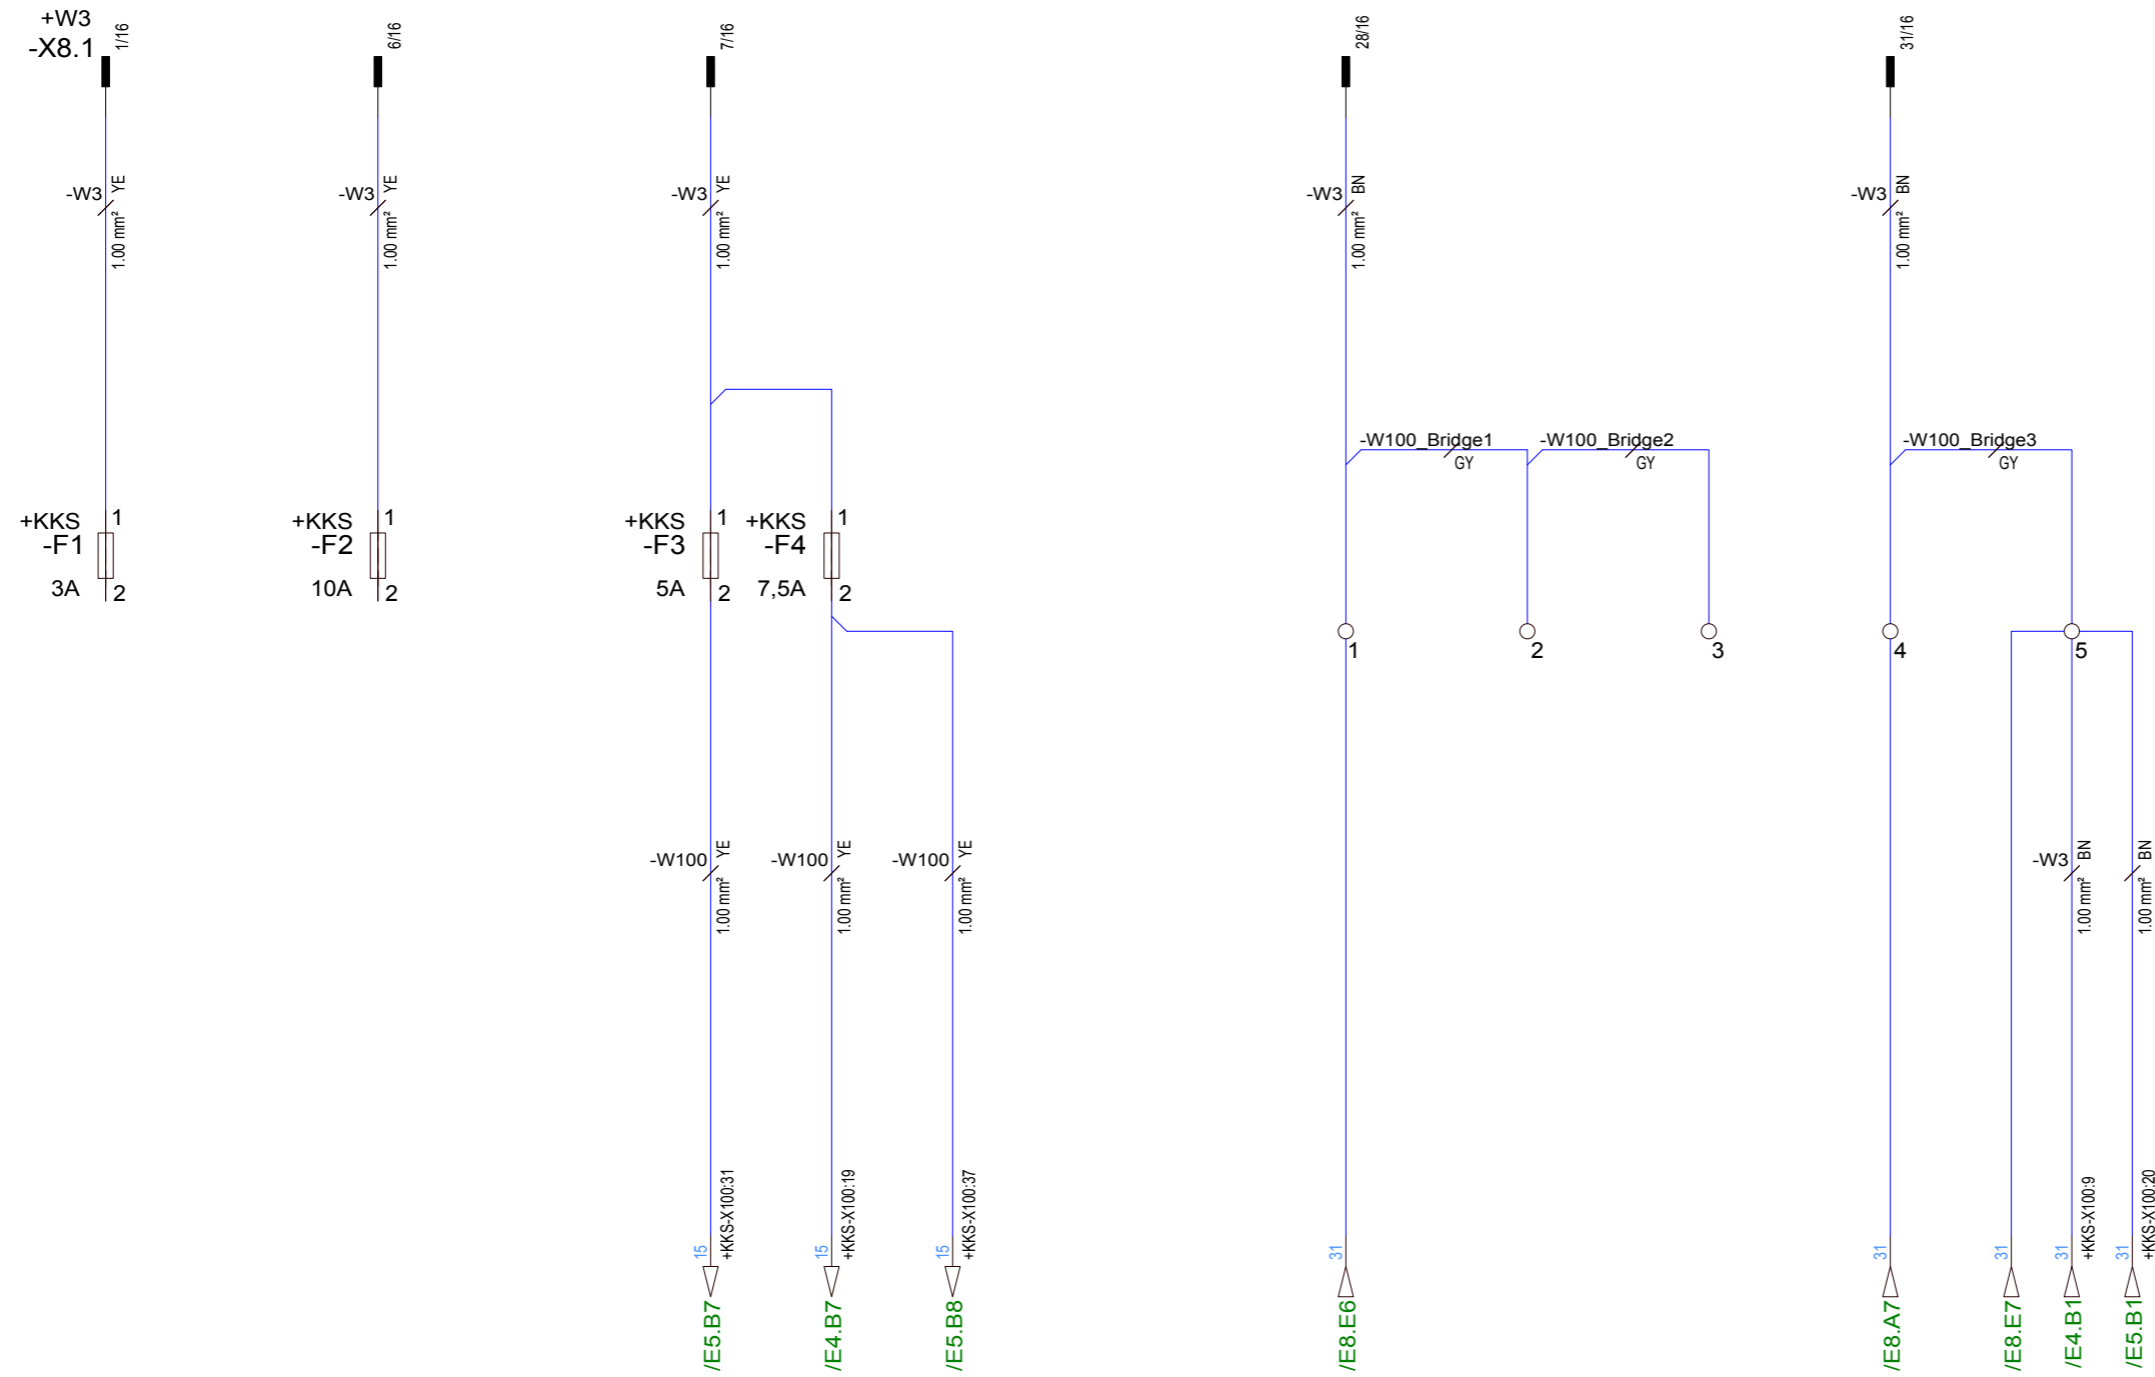 +W3
-X8.1
1/16
6/16
7/16
28/16
31/16
-W3
YE
1.00 mm²
-W3
YE
1.00 mm²
-W3
YE
1.00 mm²
-W3
BN
1.00 mm²
-W3
BN
1.00 mm²
-W100_Bridge1
GY
-W100_Bridge2
GY
-W100_Bridge3
GY
+KKS
-F1
3A
1
2
+KKS
-F2
10A
1
2
+KKS
-F3
5A
1
2
+KKS
-F4
7,5A
1
2
1
2
3
4
5
-W100
YE
1.00 mm²
-W100
YE
1.00 mm²
-W100
YE
1.00 mm²
-W3
BN
1.00 mm²
BN
1.00 mm²
15
+KKS-X100:31
/E5.B7
15
+KKS-X100:19
/E4.B7
15
+KKS-X100:37
/E5.B8
31
/E8.E6
31
/E8.A7
31
/E8.E7
31
+KKS-X100:9
/E4.B1
31
+KKS-X100:20
/E5.B1